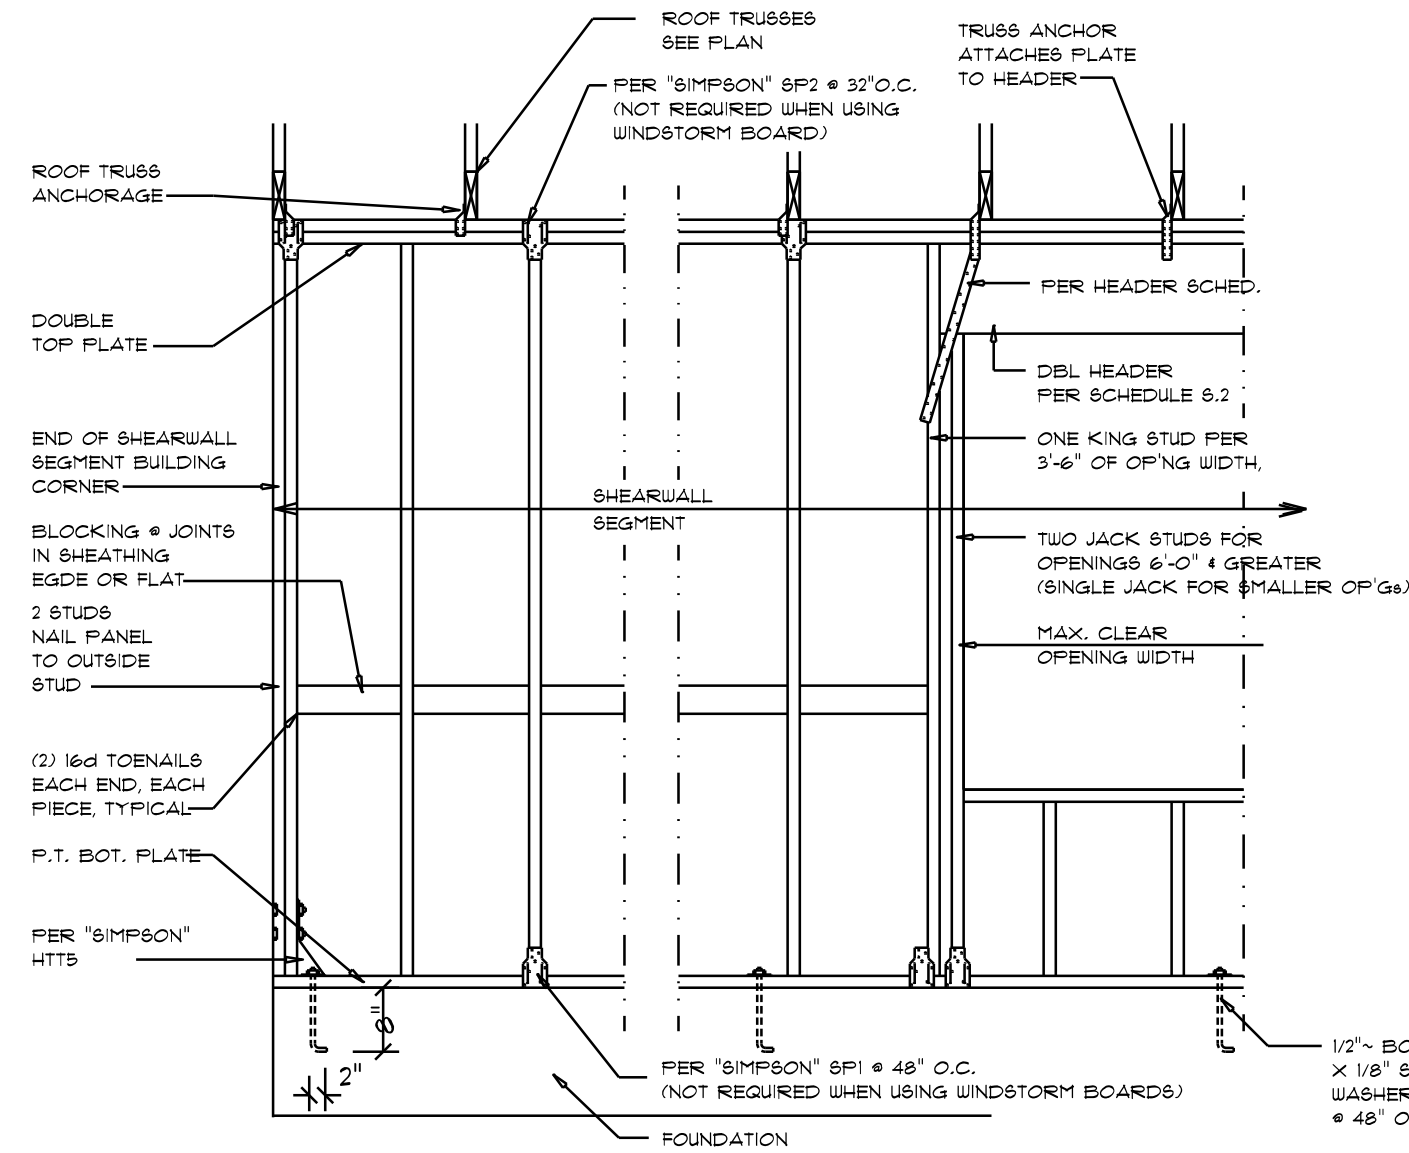 ROOF TRUSSES
SEE PLAN
TRUSS ANCHOR
ATTACHES PLATE
TO HEADER
PER "SIMPSON" SP2 @ 32"O.C.
(NOT REQUIRED WHEN USING
WINDSTORM BOARD)
ROOF TRUSS
ANCHORAGE
PER HEADER SCHED.
DOUBLE
TOP PLATE
DBL HEADER
PER SCHEDULE S.2
END OF SHEARWALL
SEGMENT BUILDING
CORNER
ONE KING STUD PER
3'-6" OF OP'NG WIDTH,
SHEARWALL
SEGMENT
BLOCKING @ JOINTS
IN SHEATHING
EGDE OR FLAT
TWO JACK STUDS FOR
OPENINGS 6'-0" & GREATER
(SINGLE JACK FOR SMALLER OP'Gs)
2 STUDS
NAIL PANEL
TO OUTSIDE
STUD
MAX. CLEAR
OPENING WIDTH
(2) 16d TOENAILS
EACH END, EACH
PIECE, TYPICAL
P.T. BOT. PLATE
PER "SIMPSON"
HTT5
8"
2"
PER "SIMPSON" SP1 @ 48" O.C.
(NOT REQUIRED WHEN USING WINDSTORM BOARDS)
FOUNDATION
1/2"~ BO
X 1/8" S
WASHER
@ 48" O